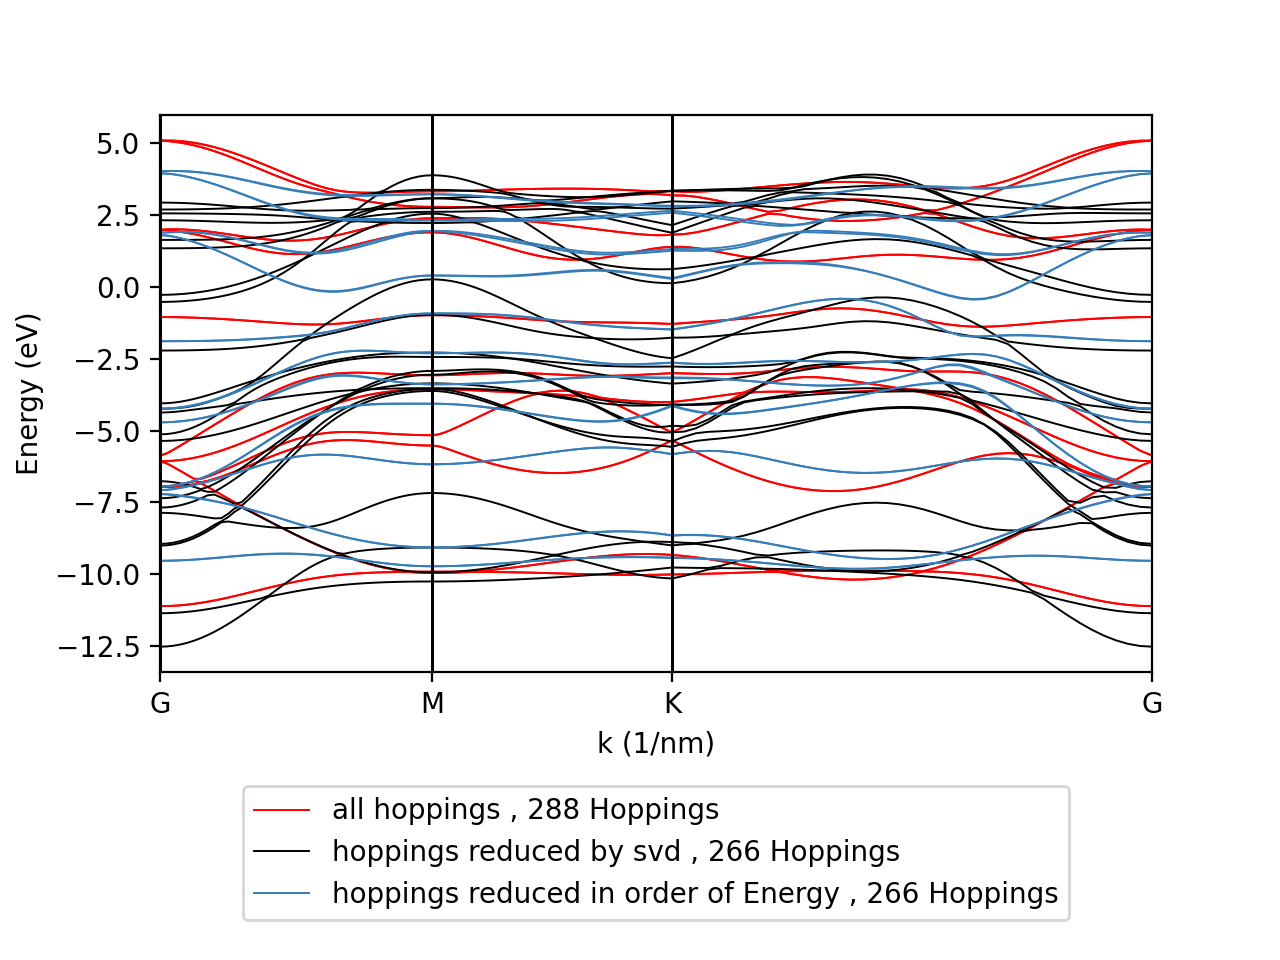 5.0
2.5
0.0
−2.5
−5.0
−7.5
−10.0
−12.5
Energy (eV)
G M K G
k (1/nm)
all hoppings , 288 Hoppings
hoppings reduced by svd , 266 Hoppings
hoppings reduced in order of Energy , 266 Hoppings